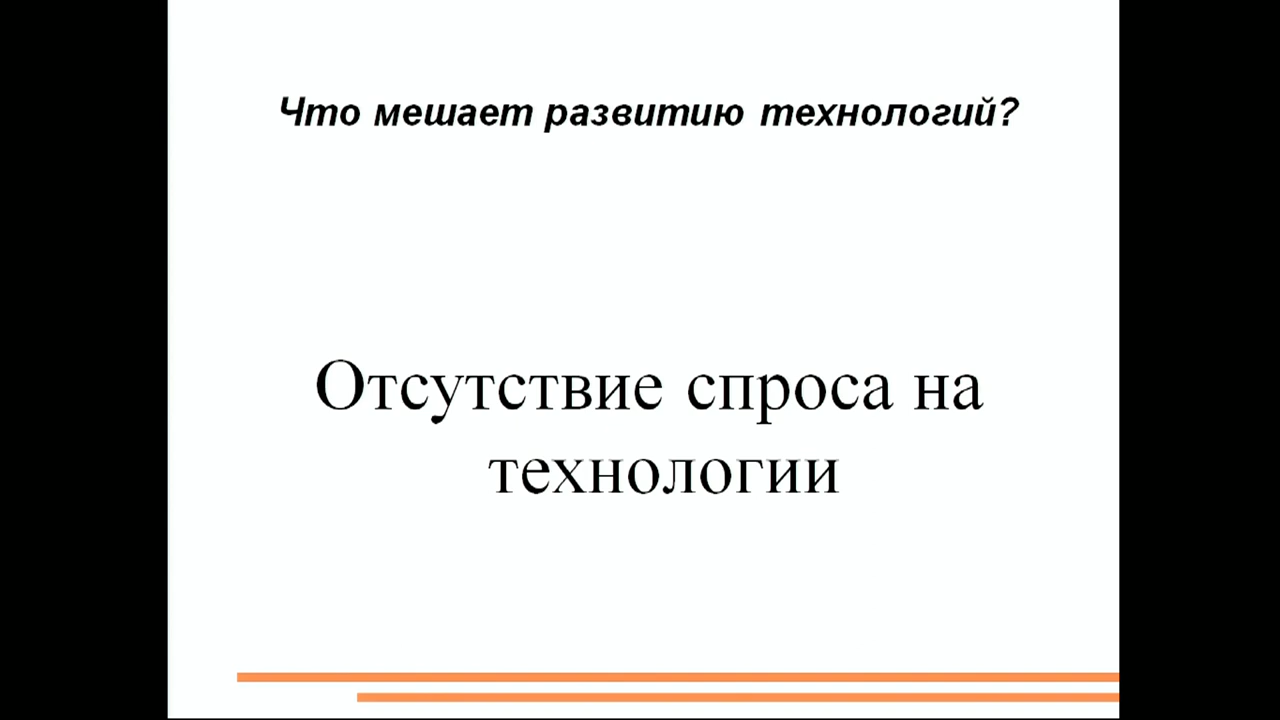 Что мешает развитию технологий?
Отсутствие спроса на
технологии